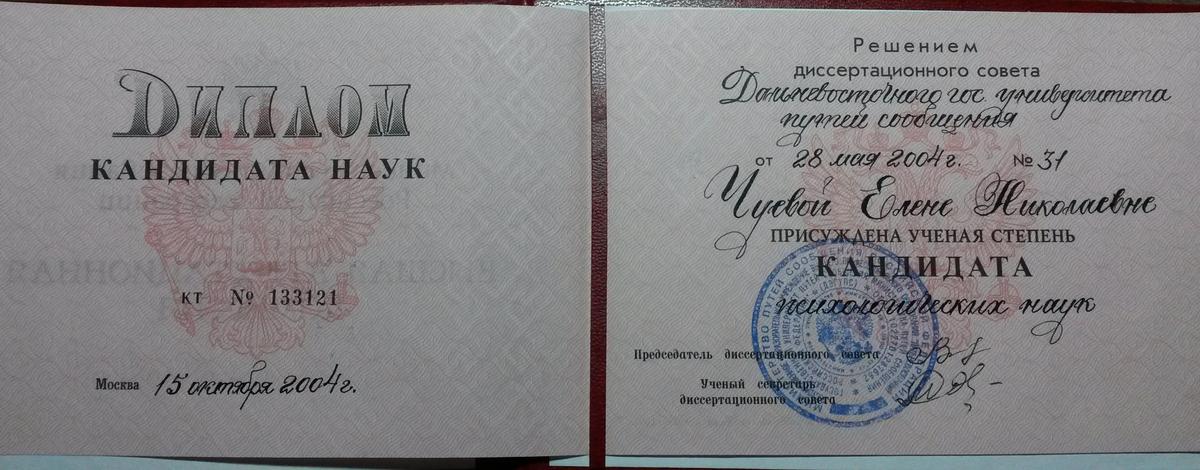 ДИПЛОМ
КАНДИДАТА НАУК
КТ № 133121
Москва 15 октября 2004г.
Решением
диссертационного совета
Дальневосточного гос. университета
путей сообщения
от 28 мая 2004г. № 31
Чуевой Елене Николаевне
ПРИСУЖДЕНА УЧЕНАЯ СТЕПЕНЬ
КАНДИДАТА
психологических наук
Председатель диссертационного совета
Ученый секретарь
диссертационного совета